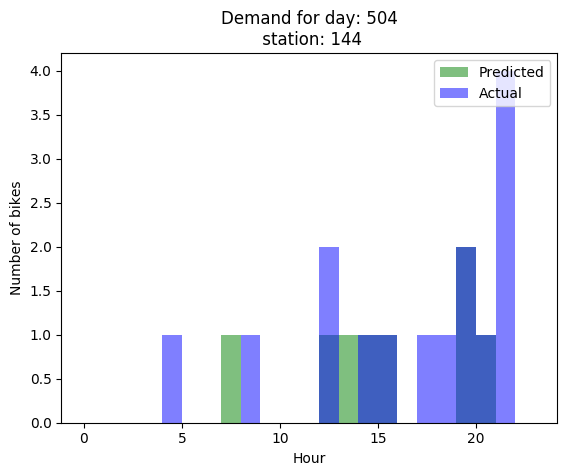 Demand for day: 504
station: 144
Predicted
Actual
4.0
3.5
3.0
2.5
2.0
1.5
1.0
0.5
0.0
Number of bikes
0 5 10 15 20
Hour